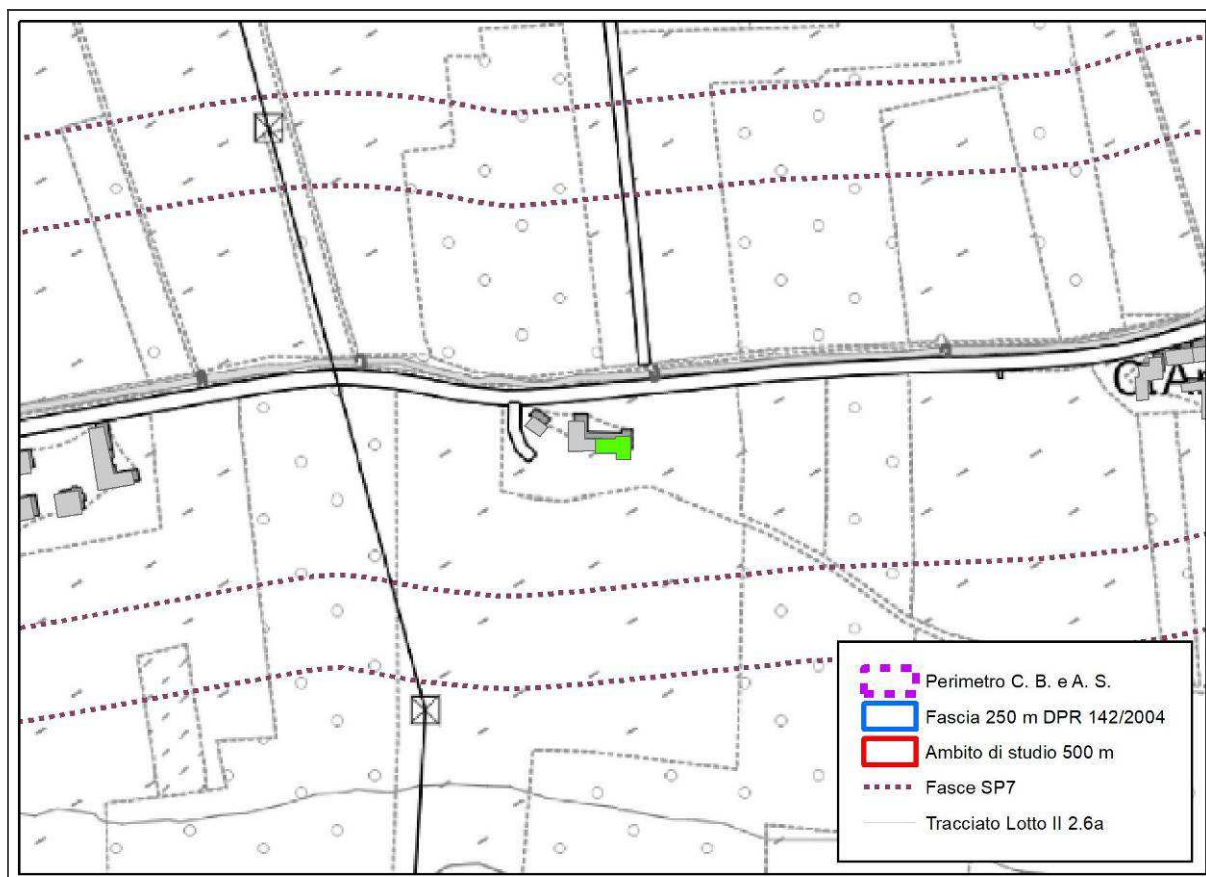 Perimetro C. B. e A. S.
Fascia 250 m DPR 142/2004
Ambito di studio 500 m
Fasce SP7
Tracciato Lotto II 2.6a